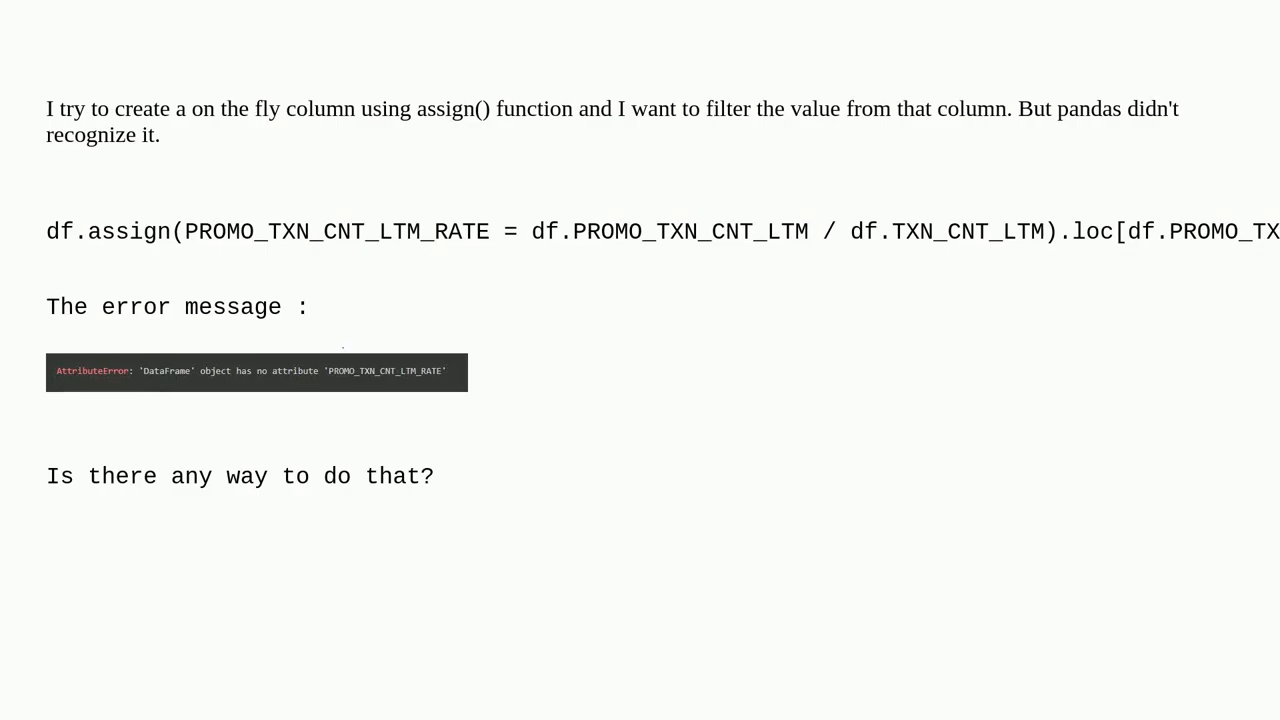 I try to create a on the fly column using assign() function and I want to filter the value from that column. But pandas didn't
recognize it.
df.assign(PROMO_TXN_CNT_LTM_RATE = df.PROMO_TXN_CNT_LTM / df.TXN_CNT_LTM).loc[df.PROMO_TX
The error message :
AttributeError: 'DataFrame' object has no attribute 'PROMO_TXN_CNT_LTM_RATE'
Is there any way to do that?